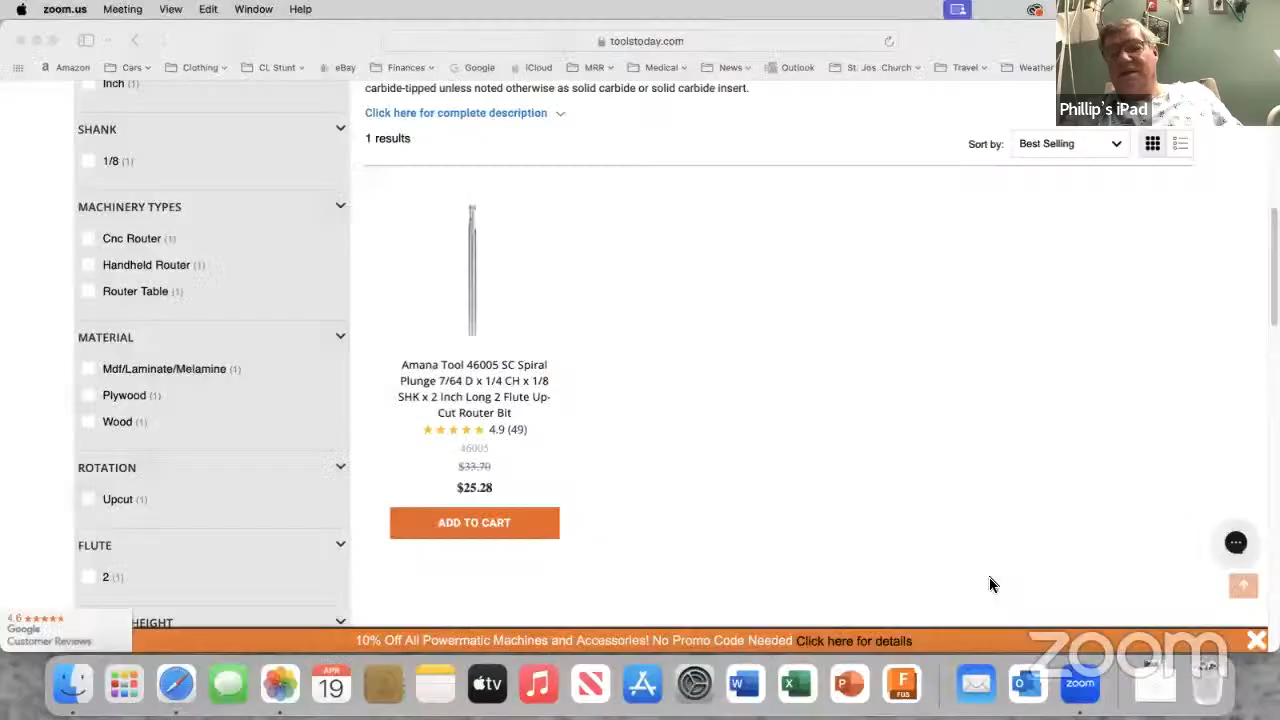 zoom.us Meeting View Edit Window Help
toolstoday.com
Amazon Cars Clothing CL Stunt eBay Finances Google iCloud MRR Medical News Outlook St. Jos. Church Travel Weather
Phillip's iPad
Inch (1)
carbide-tipped unless noted otherwise as solid carbide or solid carbide insert.
Click here for complete description
1 results
Sort by: Best Selling
SHANK
1/8 (1)
MACHINERY TYPES
Cnc Router (1)
Handheld Router (1)
Router Table (1)
MATERIAL
Mdf/Laminate/Melamine (1)
Plywood (1)
Wood (1)
ROTATION
Upcut (1)
FLUTE
2 (1)
HEIGHT
Amana Tool 46005 SC Spiral
Plunge 7/64 D x 1/4 CH x 1/8
SHK x 2 Inch Long 2 Flute Up-
Cut Router Bit
4.9 (49)
46005
$33.70
$25.28
ADD TO CART
4.6
Google
Customer Reviews
10% Off All Powermatic Machines and Accessories! No Promo Code Needed Click here for details
zoom
APR
19
tv
W
X
P
F
FUS
O
zoom